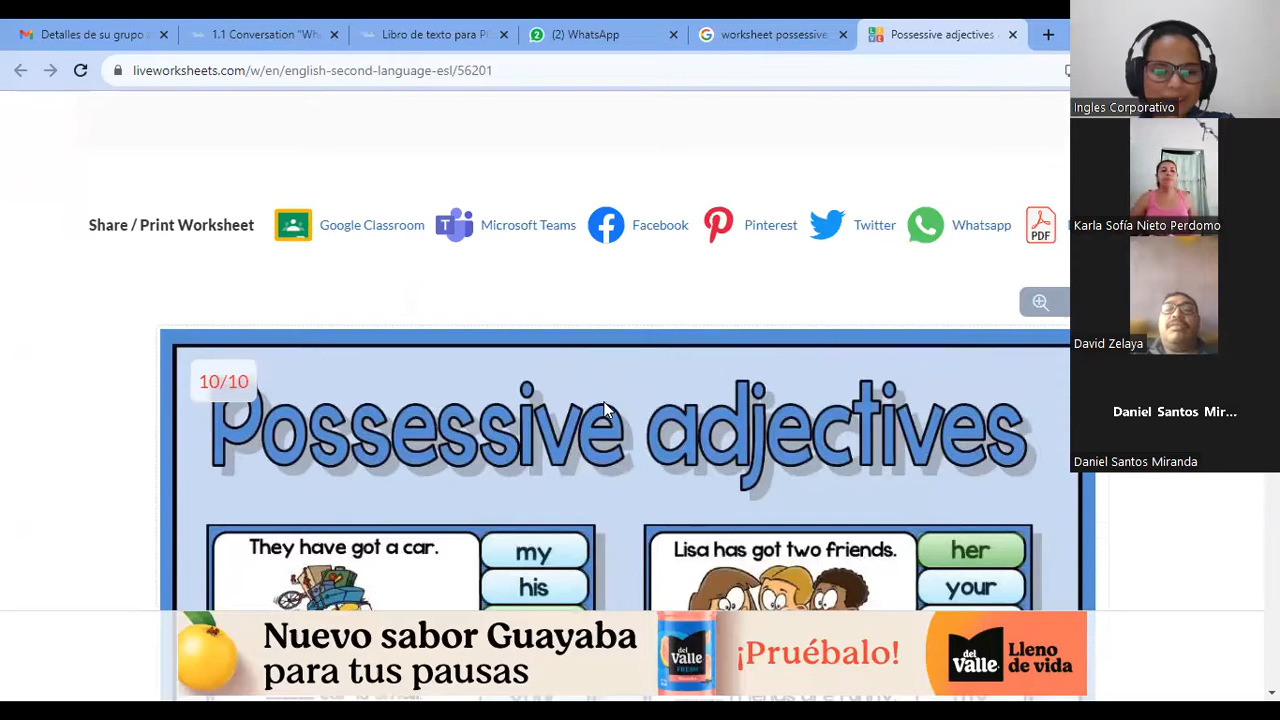 Detalles de su grupo
1.1 Conversation "Wh
Libro de texto para Pl
(2) WhatsApp
worksheet possessive
Possessive adjectives
liveworksheets.com/w/en/english-second-language-esl/56201
Ingles Corporativo
Karla Sofía Nieto Perdomo
David Zelaya
Daniel Santos Mir...
Daniel Santos Miranda
Share / Print Worksheet
Google Classroom
Microsoft Teams
Facebook
Pinterest
Twitter
Whatsapp
PDF
10/10
Possessive adjectives
They have got a car.
my
his
Lisa has got two friends.
her
your
Nuevo sabor Guayaba
para tus pausas
del Valle
FRESH
¡Pruébalo!
del Valle
Lleno
de vida